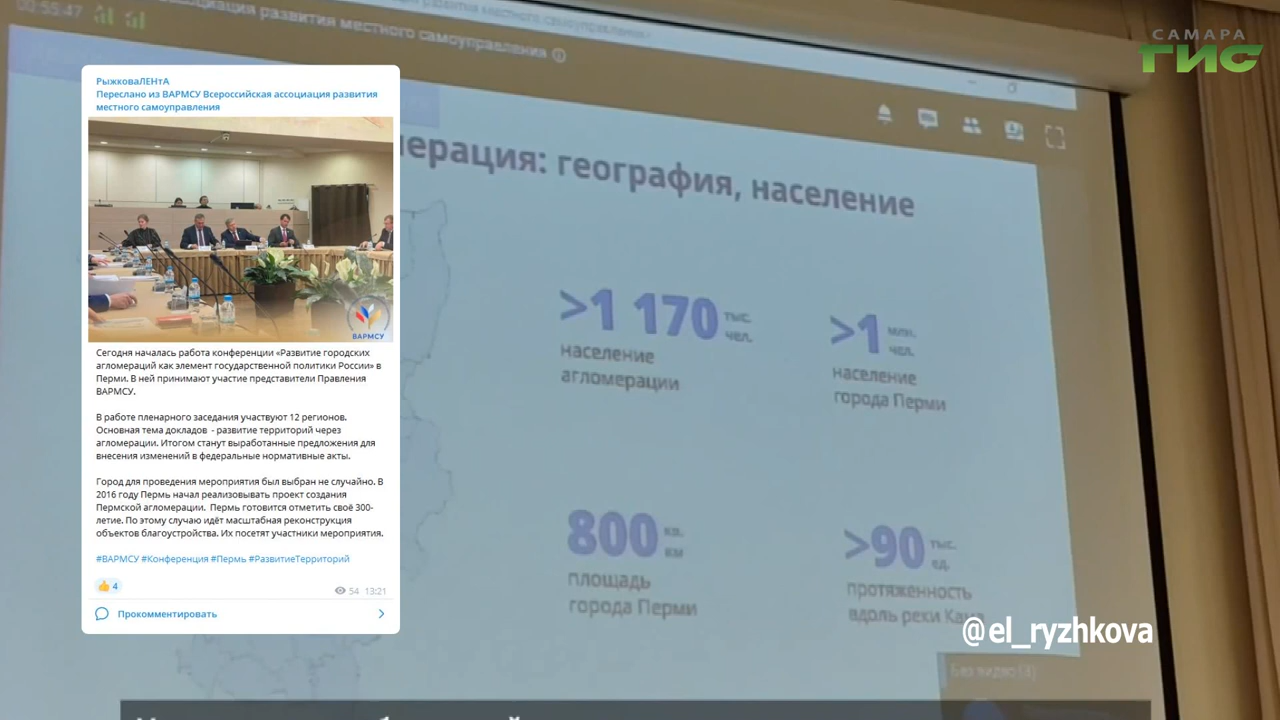 00:55:47
ассоциация развития местного самоуправления
САМАРА
ГИС
РыжковаЛЕНтА
Переслано из ВАРМСУ Всероссийская ассоциация развития
местного самоуправления
ВАРМСУ
Сегодня началась работа конференции «Развитие городских
агломераций как элемент государственной политики России» в
Перми. В ней принимают участие представители Правления
ВАРМСУ.
В работе пленарного заседания участвуют 12 регионов.
Основная тема докладов - развитие территорий через
агломерации. Итогом станут выработанные предложения для
внесения изменений в федеральные нормативные акты.
Город для проведения мероприятия был выбран не случайно. В
2016 году Пермь начал реализовывать проект создания
Пермской агломерации. Пермь готовится отметить своё 300-
летие. По этому случаю идёт масштабная реконструкция
объектов благоустройства. Их посетят участники мероприятия.
#ВАРМСУ #Конференция #Пермь #РазвитиеТерриторий
4
54 13:21
Прокомментировать
мерация: география, население
>1 170 тыс. чел.
население
агломерации
>1 млн. чел.
население
города Перми
800 кв. км
площадь
города Перми
>90 тыс. ед.
протяженность
вдоль реки Кама
@el_ryzhkova
Без видео (3)